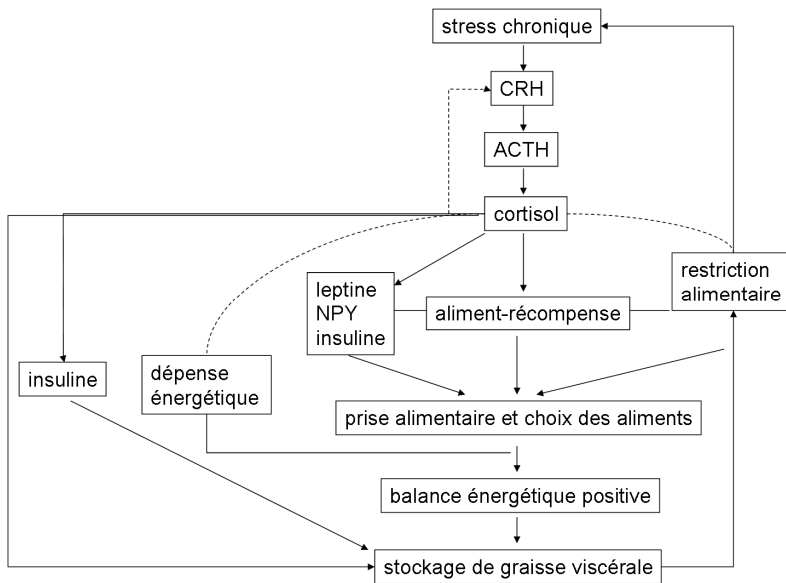 stress chronique
CRH
ACTH
cortisol
leptine
NPY
insuline
aliment-récompense
restriction
alimentaire
insuline
dépense
énergétique
prise alimentaire et choix des aliments
balance énergétique positive
stockage de graisse viscérale